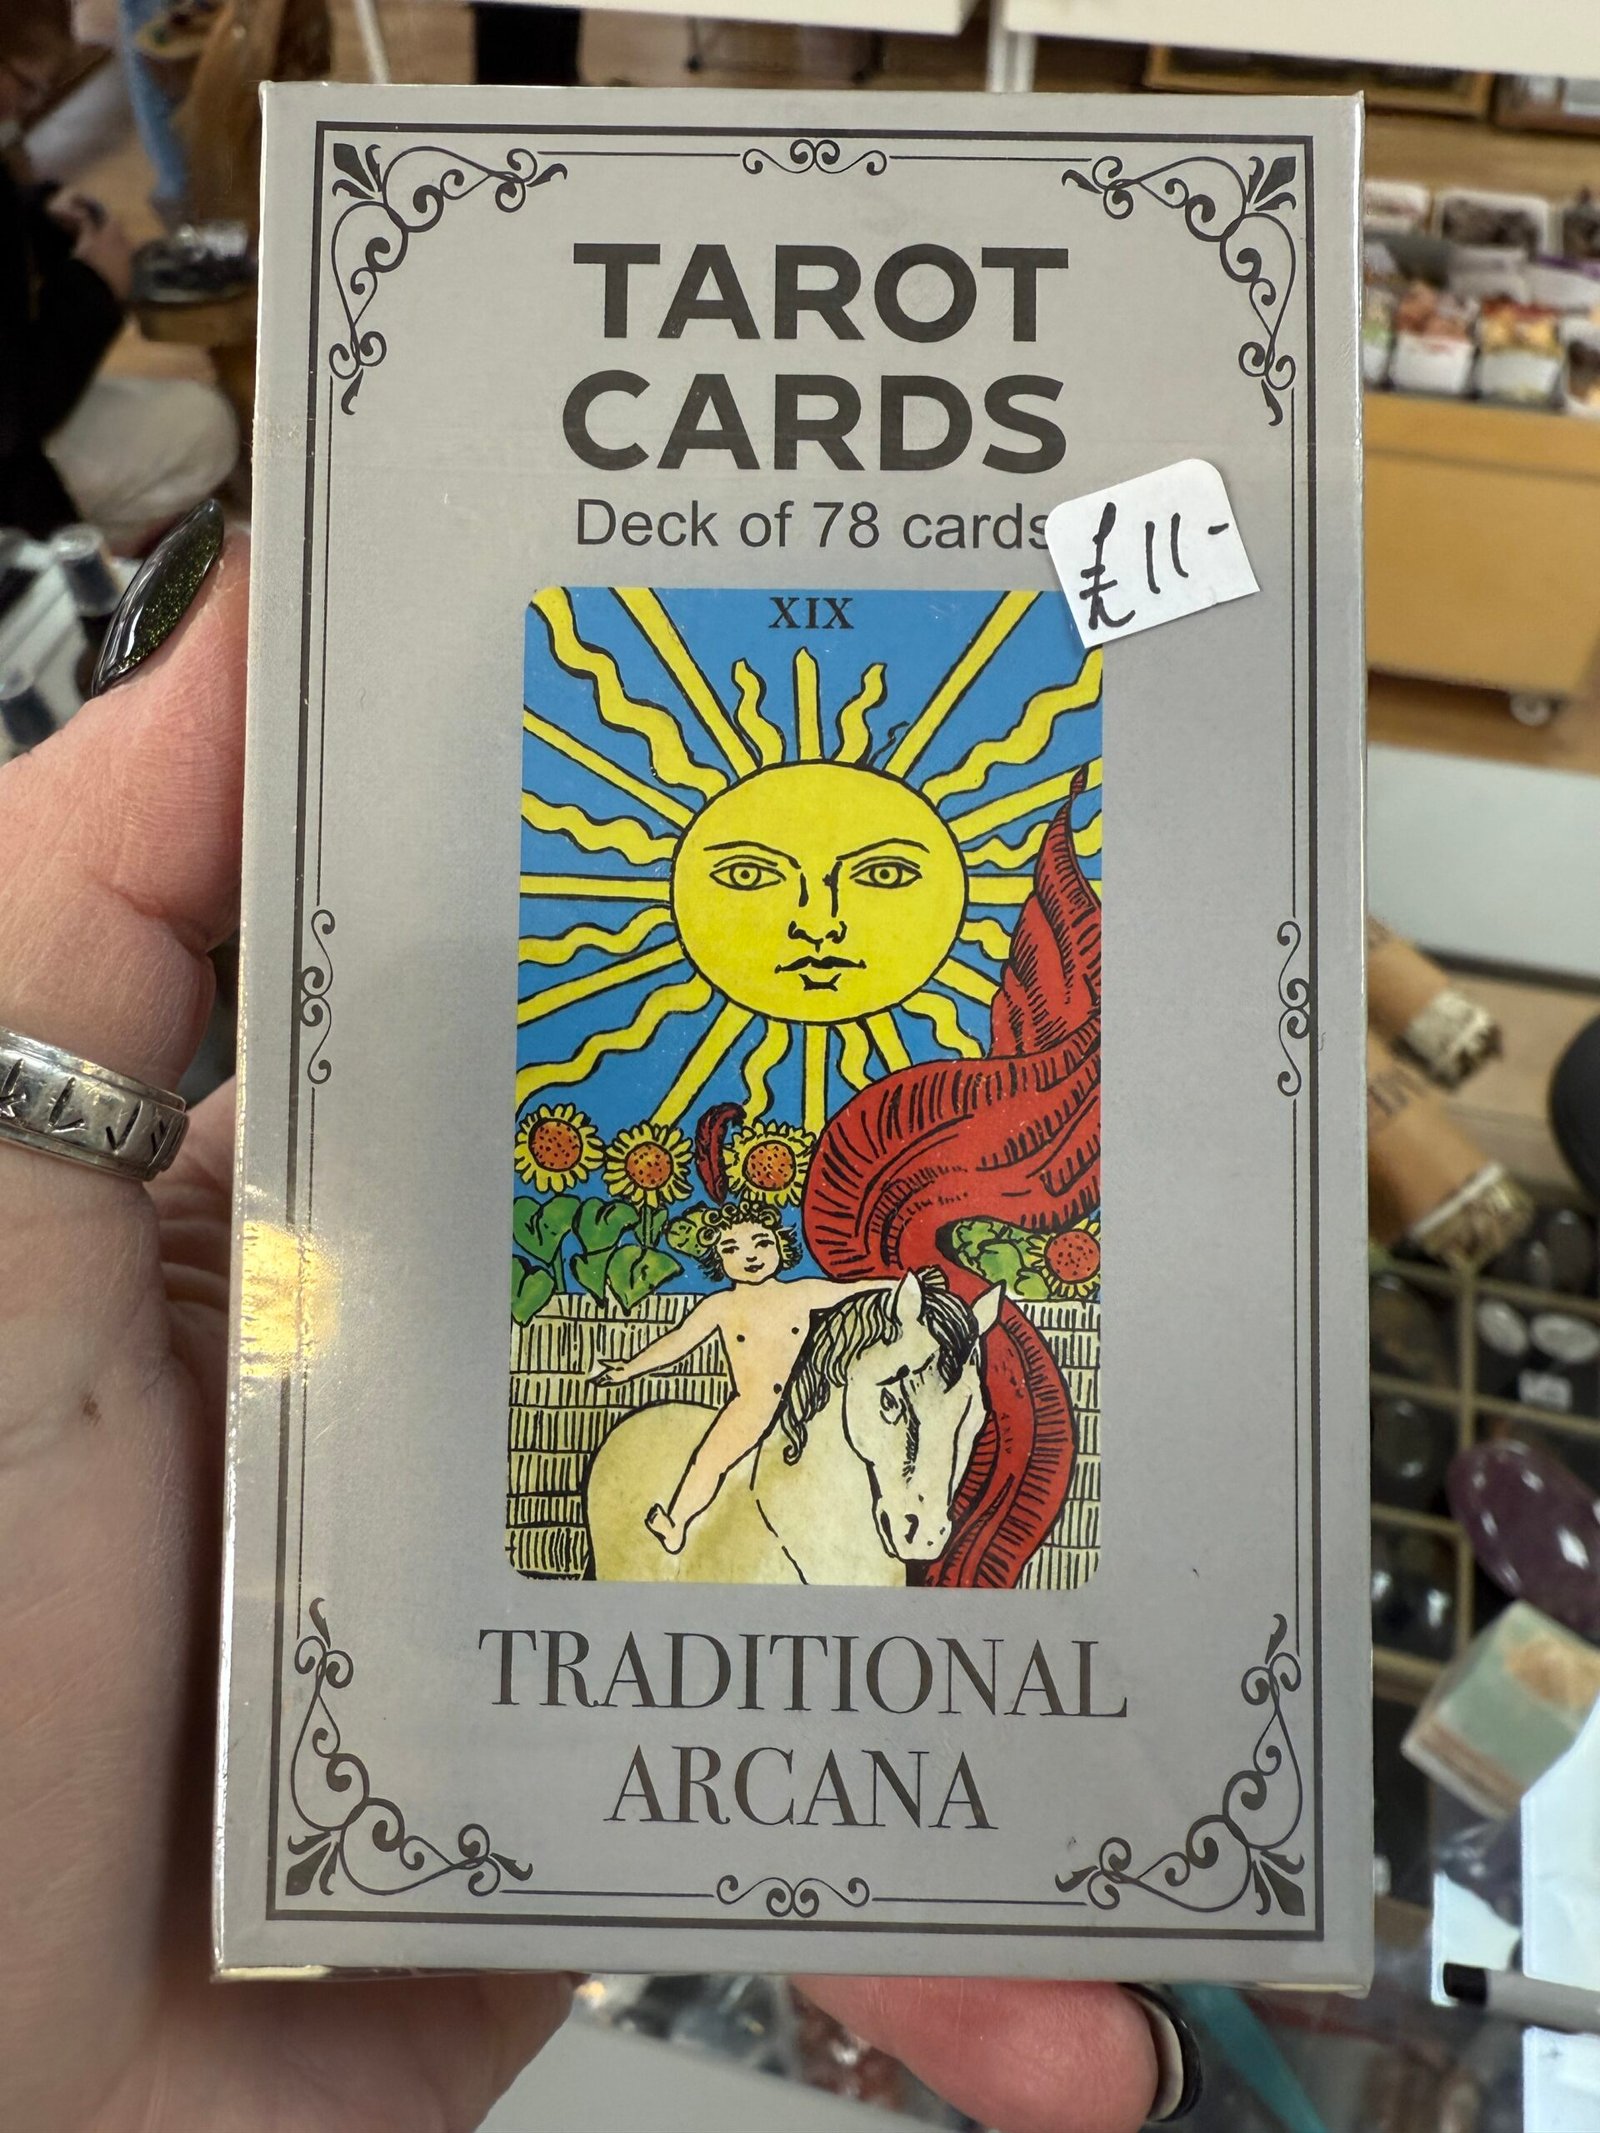 TAROT
CARDS
Deck of 78 cards
£11-
XIX
TRADITIONAL
ARCANA